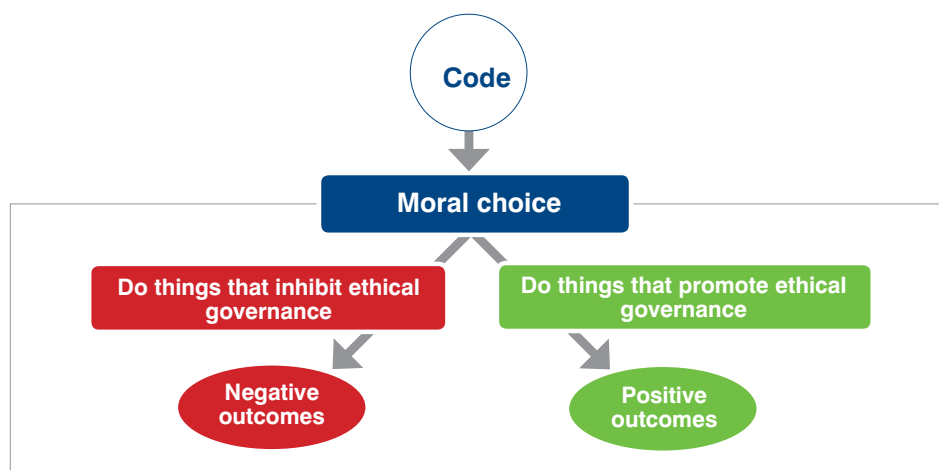 Code
Moral choice
Do things that inhibit ethical
governance
Do things that promote ethical
governance
Negative
outcomes
Positive
outcomes